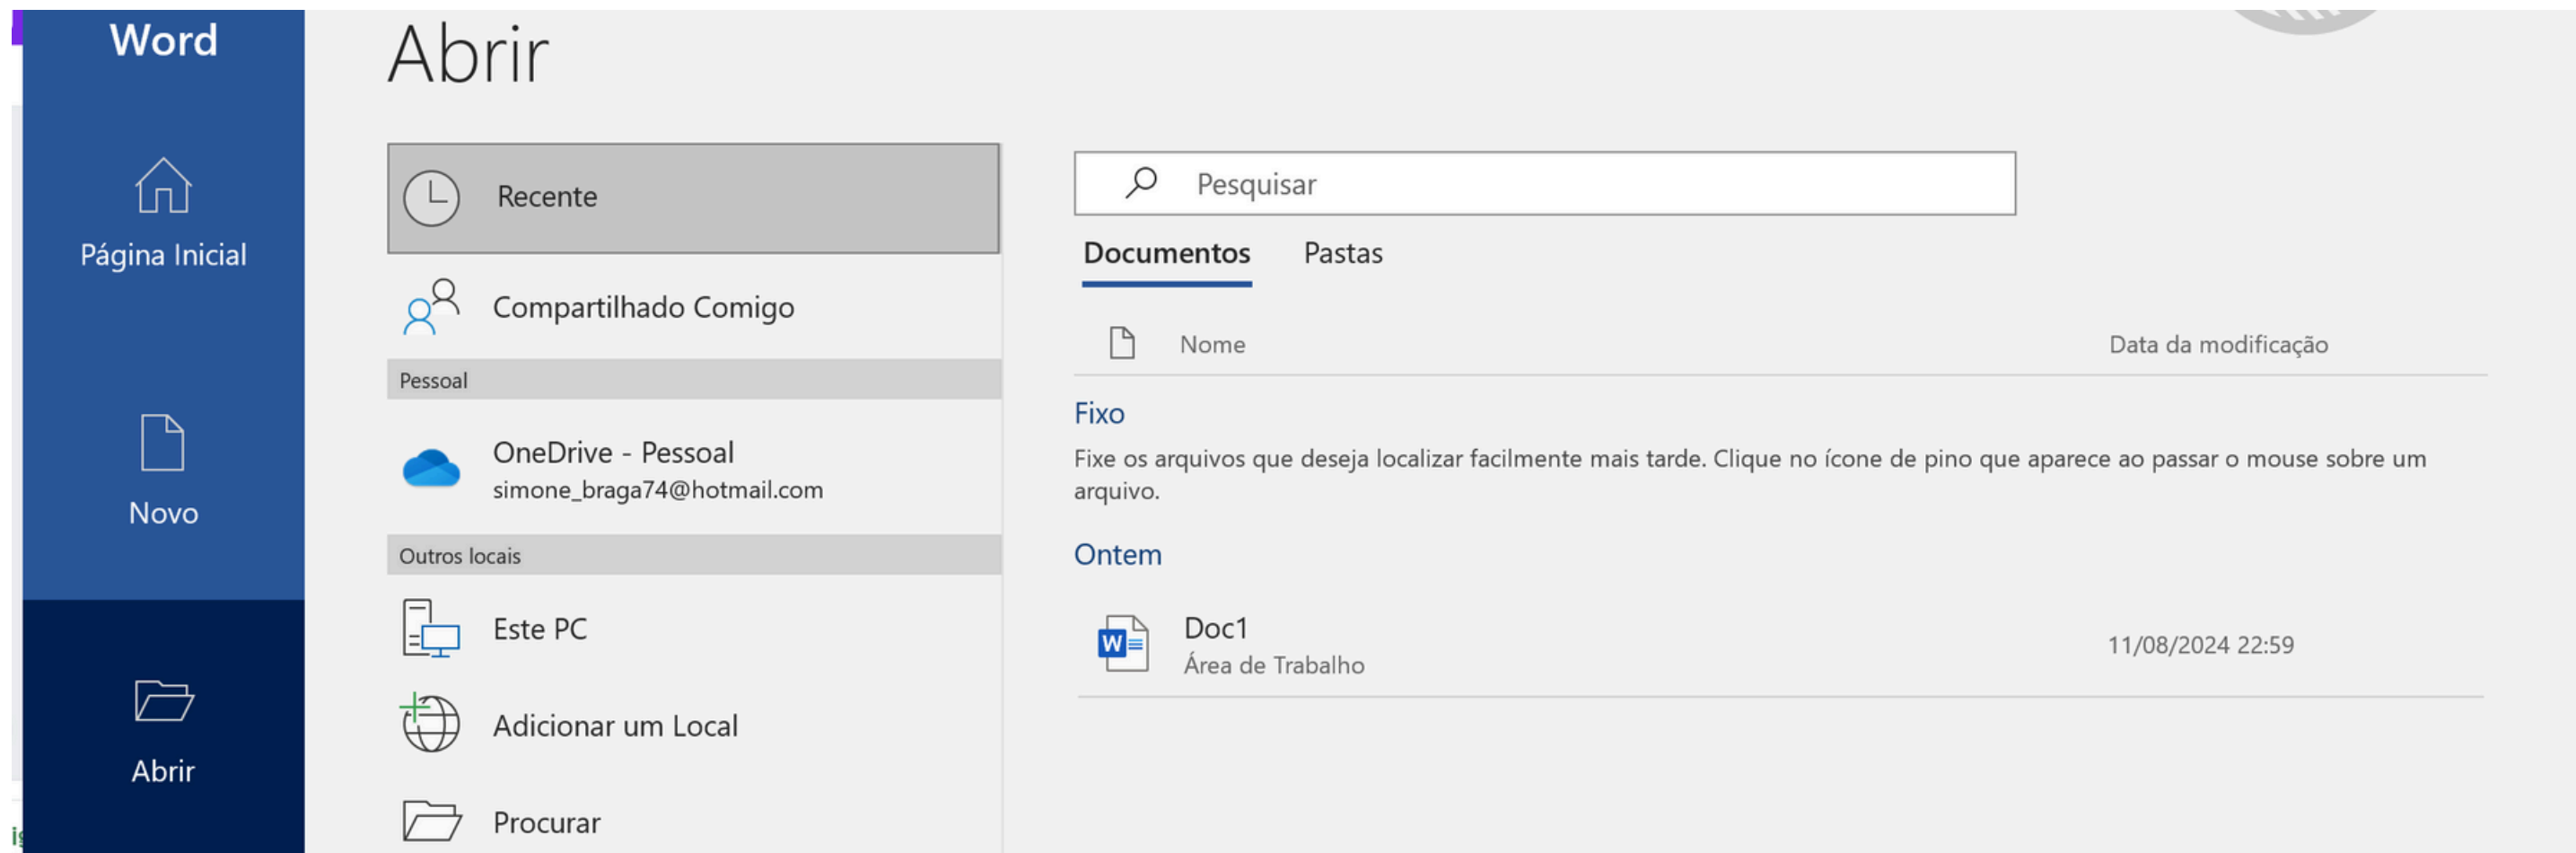 Word
Página Inicial
Novo
Abrir
Abrir
Recente
Compartilhado Comigo
Pessoal
OneDrive - Pessoal
simone_braga74@hotmail.com
Outros locais
Este PC
Adicionar um Local
Procurar
Pesquisar
Documentos Pastas
Nome Data da modificação
Fixo
Fixe os arquivos que deseja localizar facilmente mais tarde. Clique no ícone de pino que aparece ao passar o mouse sobre um
arquivo.
Ontem
Doc1
Área de Trabalho
11/08/2024 22:59